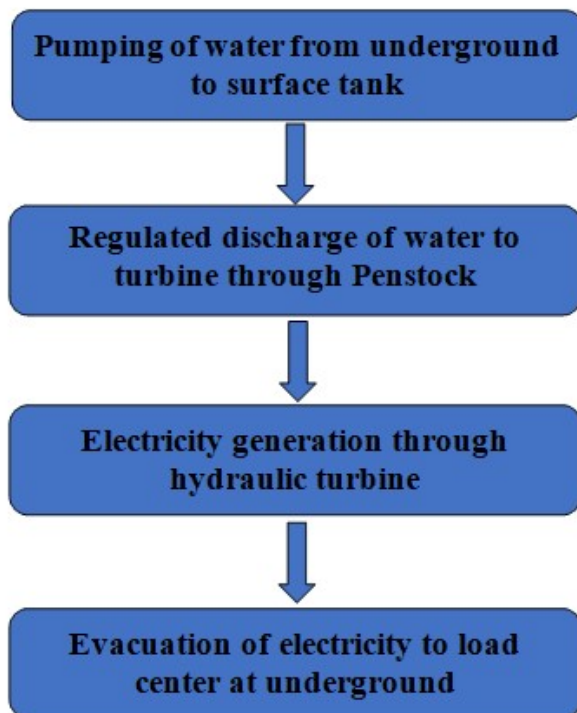 Pumping of water from underground
to surface tank
Regulated discharge of water to
turbine through Penstock
Electricity generation through
hydraulic turbine
Evacuation of electricity to load
center at underground